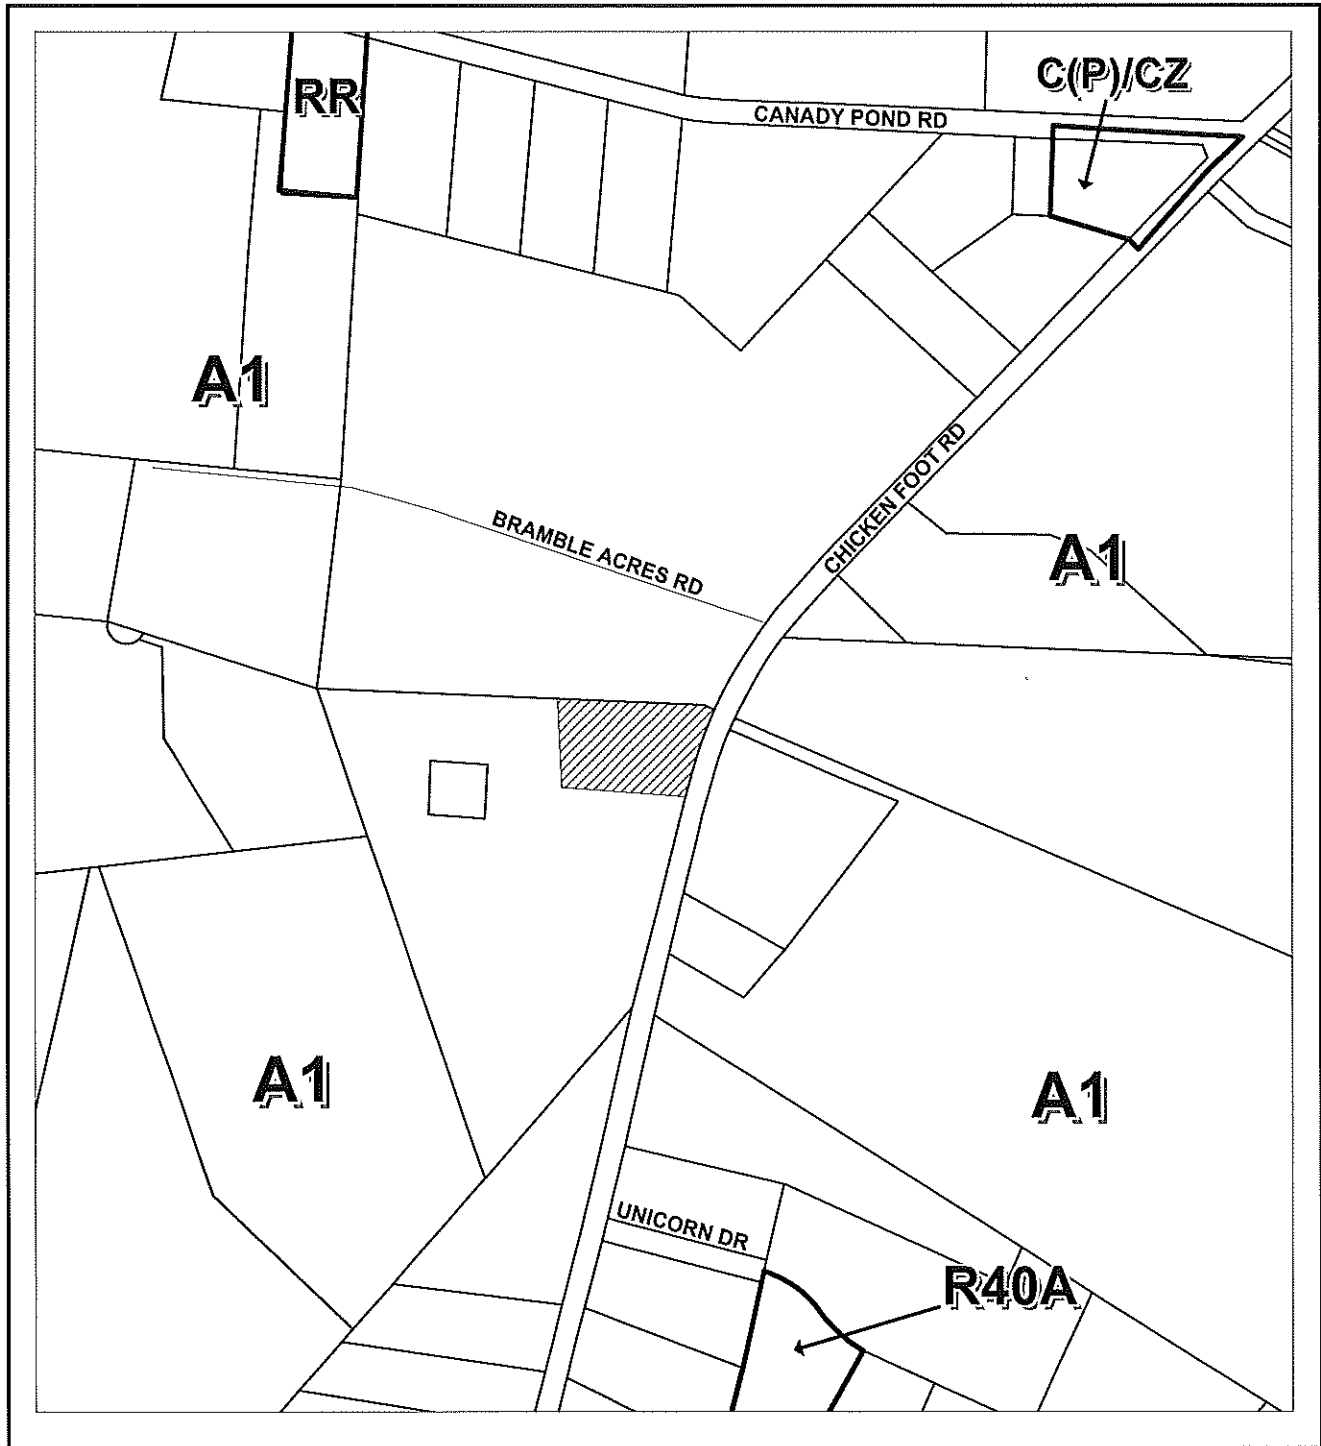 C(P)/CZ
RR
CANADY POND RD
A1
CHICKEN FOOT RD
BRAMBLE ACRES RD
A1
A1
A1
UNICORN DR
R40A